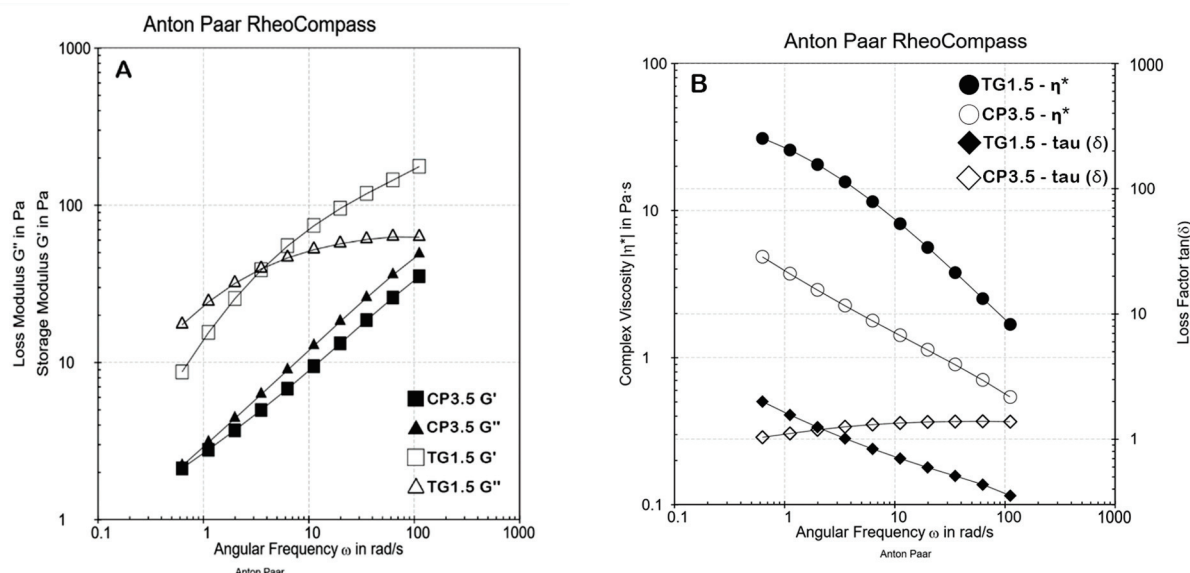 Anton Paar RheoCompass
A
1000
100
10
1
Loss Modulus G'' in Pa
Storage Modulus G' in Pa
CP3.5 G'
CP3.5 G''
TG1.5 G'
TG1.5 G''
0.1
1
10
100
1000
Angular Frequency ω in rad/s
Anton Paar
Anton Paar RheoCompass
B
100
10
1
0.1
Complex Viscosity |η*| in Pa·s
TG1.5 - η*
CP3.5 - η*
TG1.5 - tau (δ)
CP3.5 - tau (δ)
1000
100
10
1
Loss Factor tan(δ)
0.1
1
10
100
1000
Angular Frequency ω in rad/s
Anton Paar